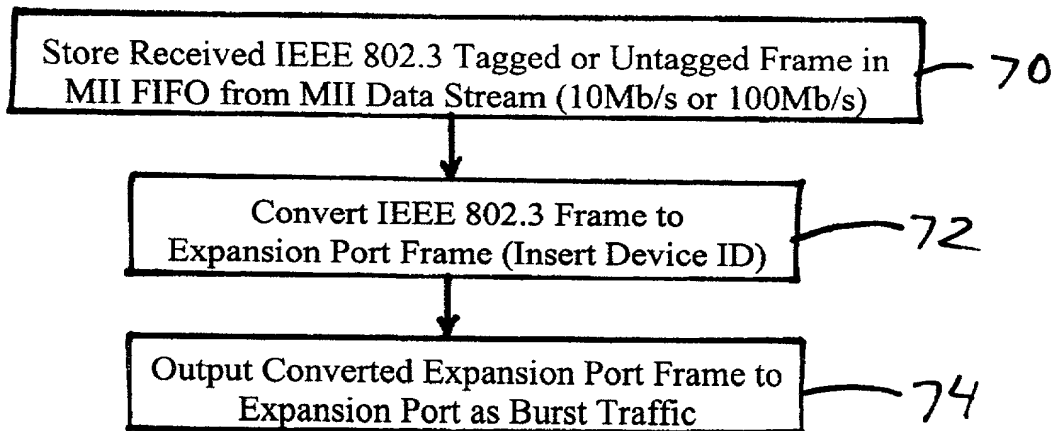 Store Received IEEE 802.3 Tagged or Untagged Frame in
MII FIFO from MII Data Stream (10Mb/s or 100Mb/s)
70
Convert IEEE 802.3 Frame to
Expansion Port Frame (Insert Device ID)
72
Output Converted Expansion Port Frame to
Expansion Port as Burst Traffic
74